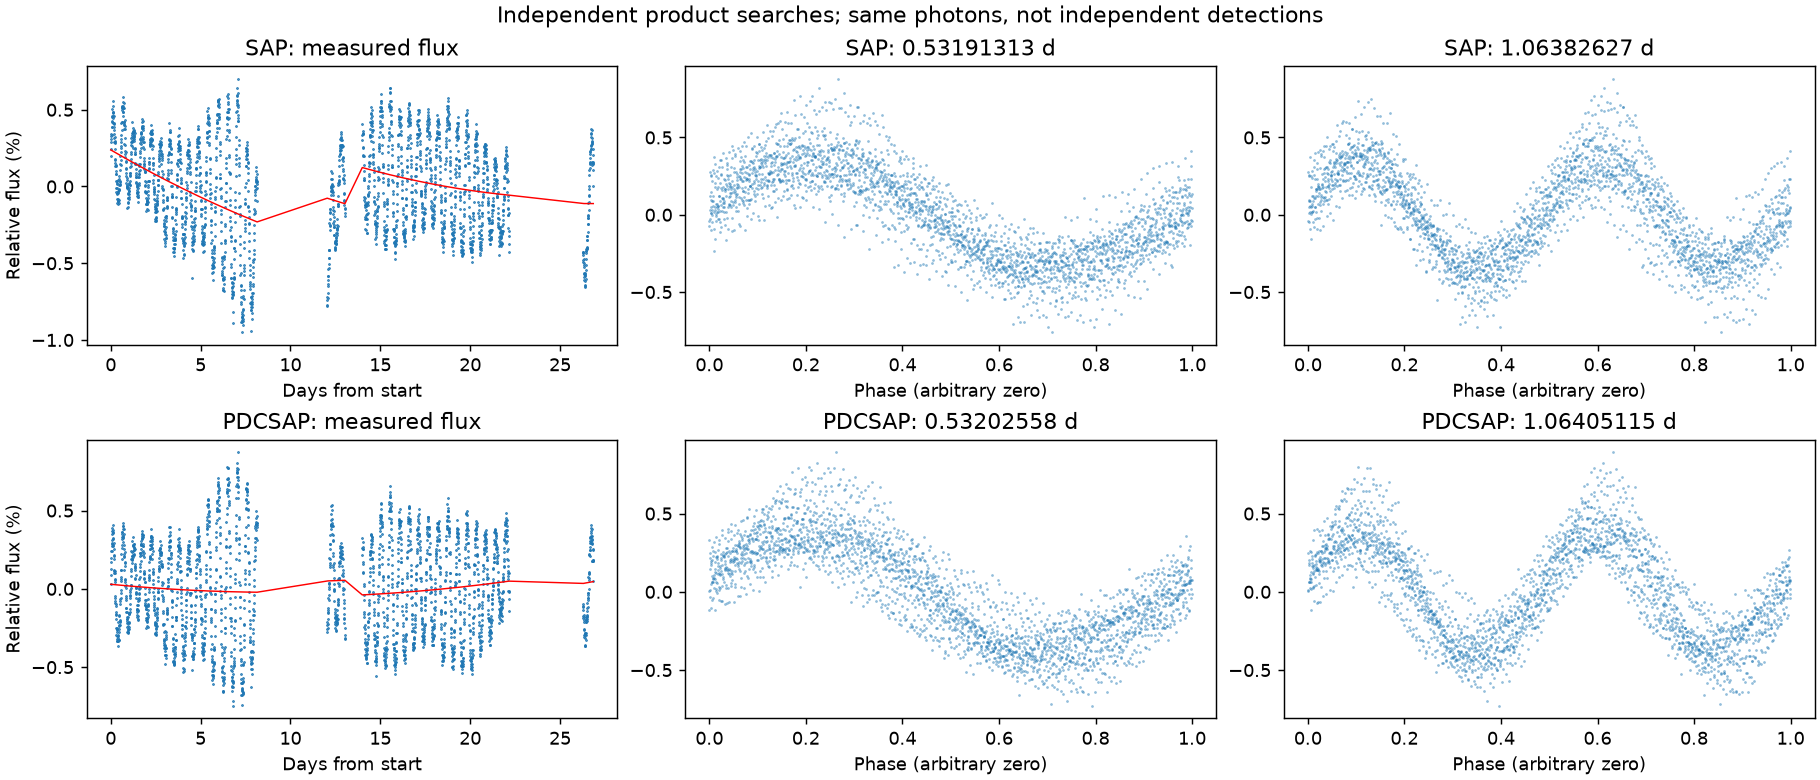 Independent product searches; same photons, not independent detections
SAP: measured flux
Relative flux (%)
0.5
0.0
−0.5
−1.0
0 5 10 15 20 25
Days from start
SAP: 0.53191313 d
0.5
0.0
−0.5
0.0 0.2 0.4 0.6 0.8 1.0
Phase (arbitrary zero)
SAP: 1.06382627 d
0.5
0.0
−0.5
0.0 0.2 0.4 0.6 0.8 1.0
Phase (arbitrary zero)
PDCSAP: measured flux
Relative flux (%)
0.5
0.0
−0.5
0 5 10 15 20 25
Days from start
PDCSAP: 0.53202558 d
0.5
0.0
−0.5
0.0 0.2 0.4 0.6 0.8 1.0
Phase (arbitrary zero)
PDCSAP: 1.06405115 d
0.5
0.0
−0.5
0.0 0.2 0.4 0.6 0.8 1.0
Phase (arbitrary zero)